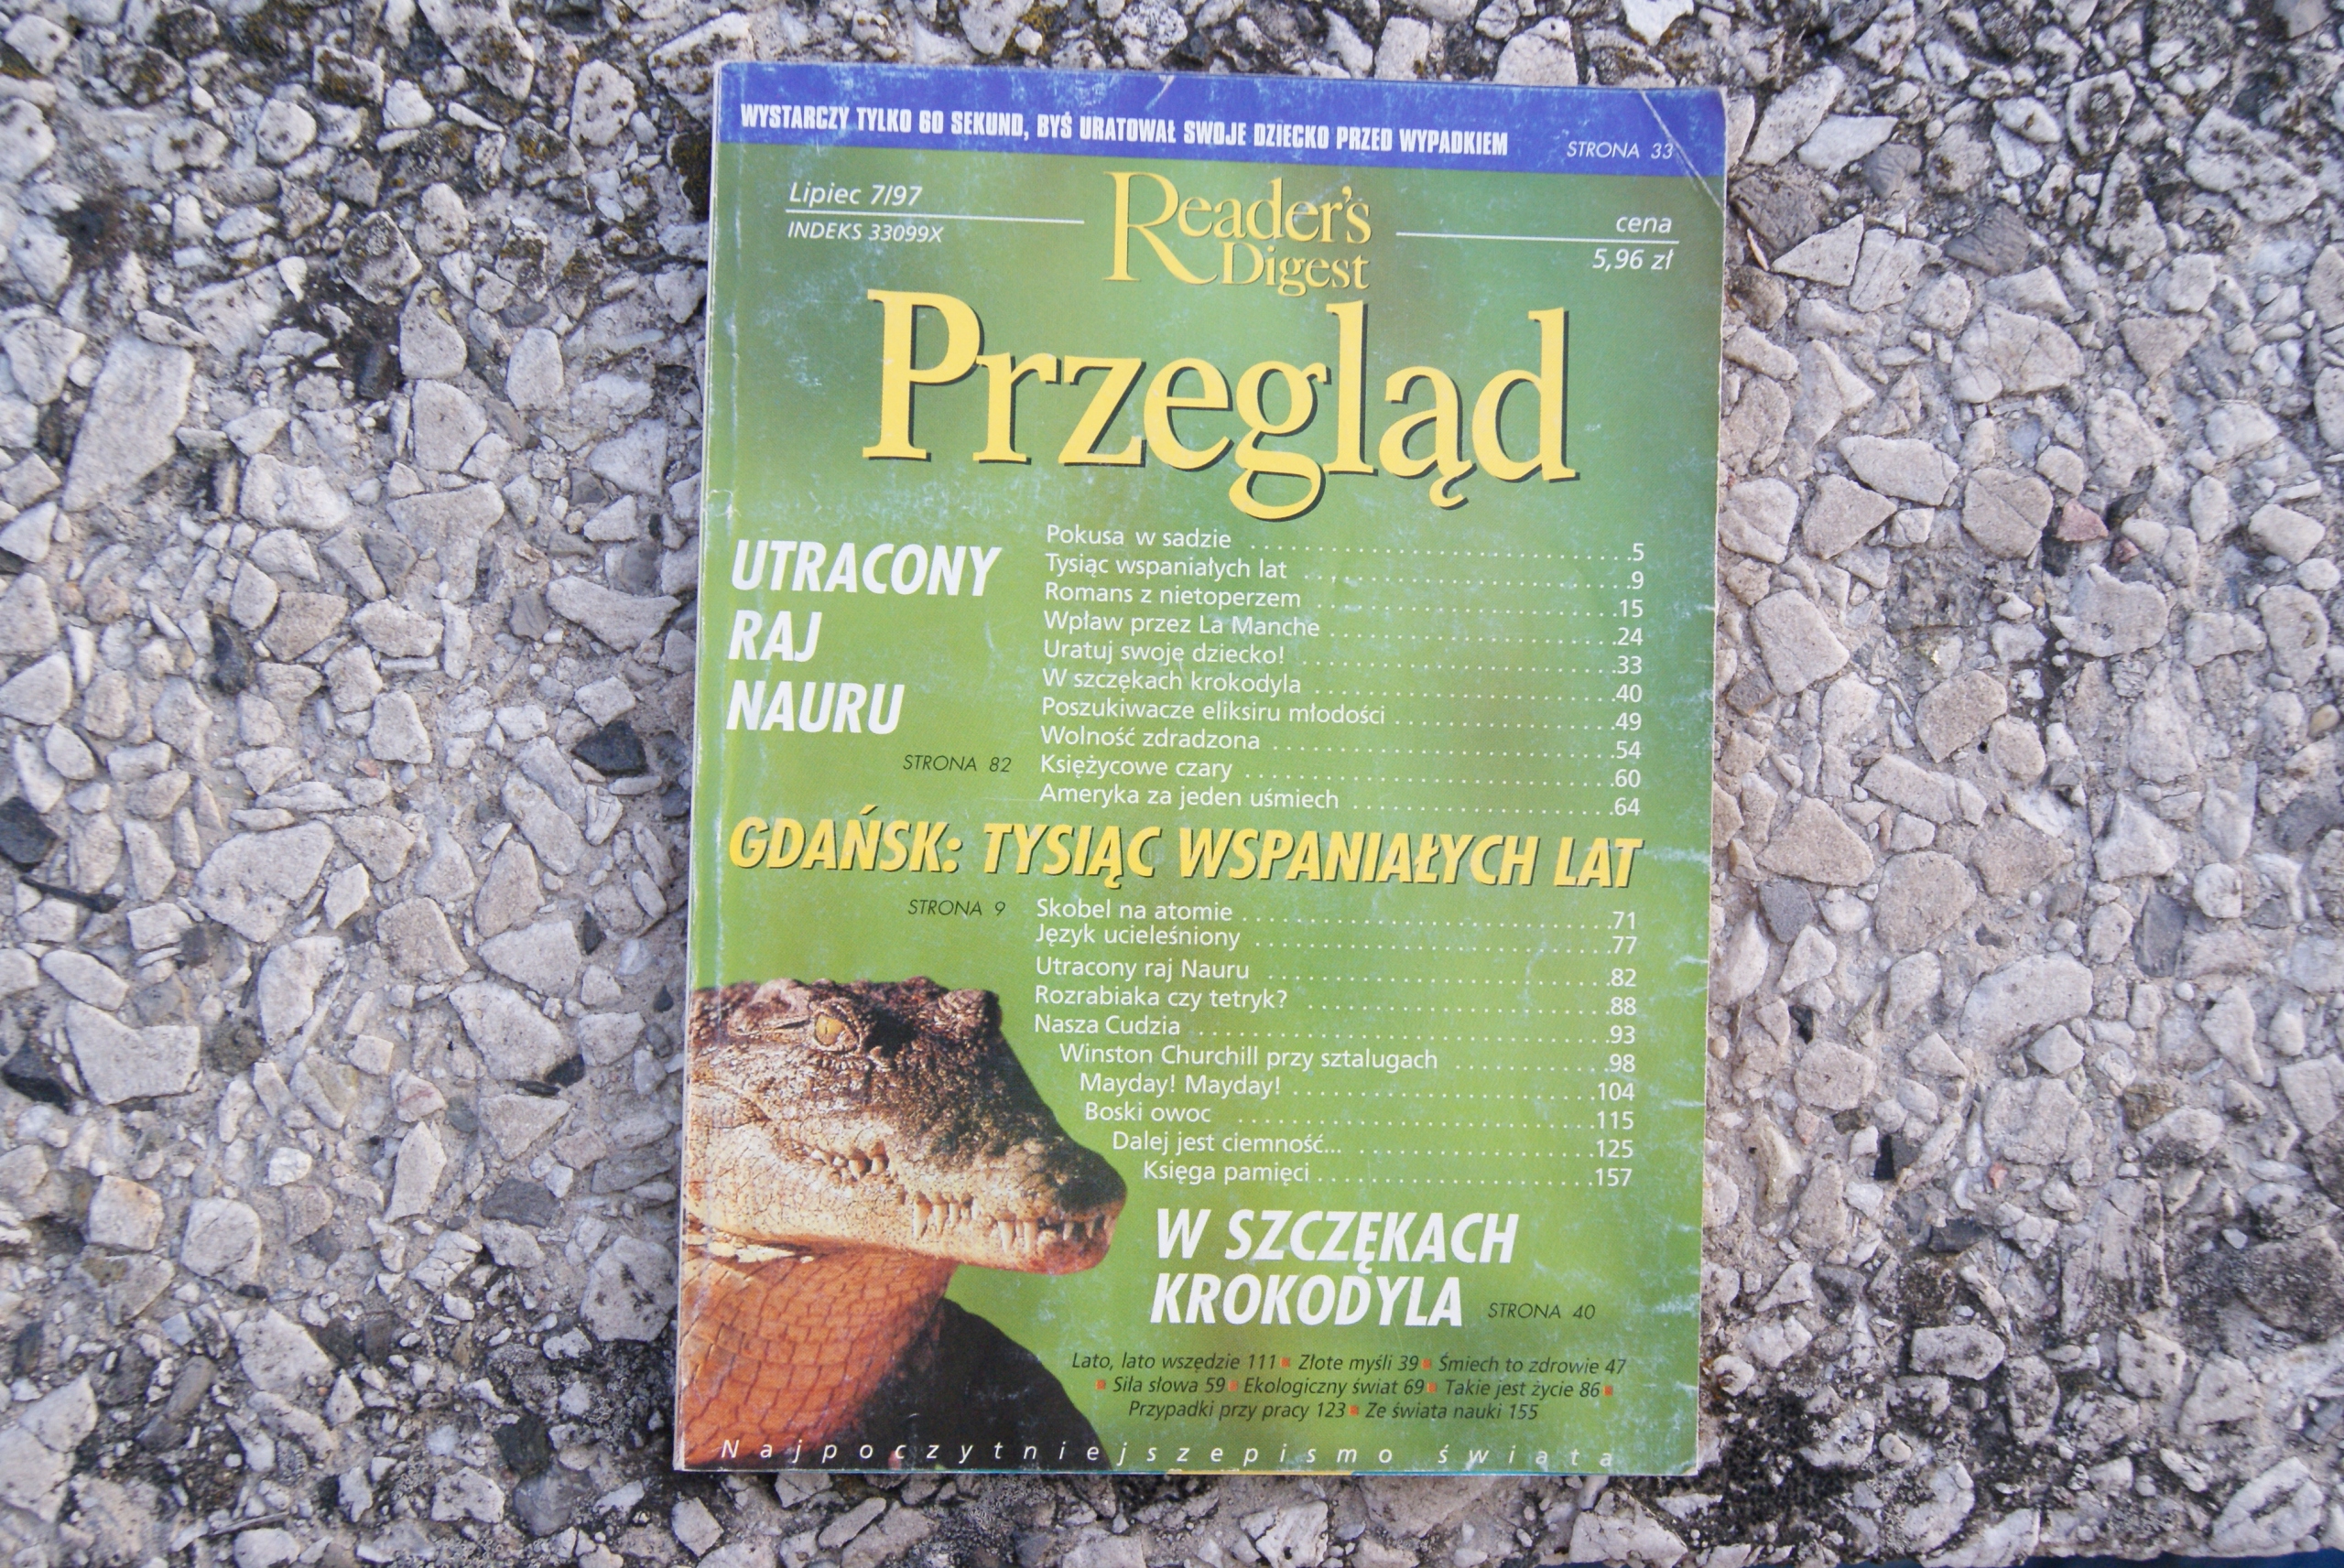 WYSTARCZY TYLKO 60 SEKUND, BYŚ URATOWAŁ SWOJE DZIECKO PRZED WYPADKIEM STRONA 33
Lipiec 7/97
INDEKS 33099X
Reader's
Digest
cena
5,96 zł
Przegląd
UTRACONY
RAJ
NAURU
STRONA 82
Pokusa w sadzie 5
Tysiąc wspaniałych lat 9
Romans z nietoperzem 15
Wpław przez La Manche 24
Uratuj swoje dziecko! 33
W szczękach krokodyla 40
Poszukiwacze eliksiru młodości 49
Wolność zdradzona 54
Księżycowe czary 60
Ameryka za jeden uśmiech 64
GDAŃSK: TYSIĄC WSPANIAŁYCH LAT
STRONA 9
Skobel na atomie 71
Język ucieleśniony 77
Utracony raj Nauru 82
Rozrabiaka czy tetryk? 88
Nasza Cudzia 93
Winston Churchill przy sztalugach 98
Mayday! Mayday! 104
Boski owoc 115
Dalej jest ciemność... 125
Księga pamięci 157
W SZCZĘKACH
KROKODYLA STRONA 40
Lato, lato wszędzie 111 ▪ Złote myśli 39 ▪ Śmiech to zdrowie 47
▪ Siła słowa 59 ▪ Ekologiczny świat 69 ▪ Takie jest życie 86 ▪
Przypadki przy pracy 123 ▪ Ze świata nauki 155
Najpoczytniejsze pismo świata